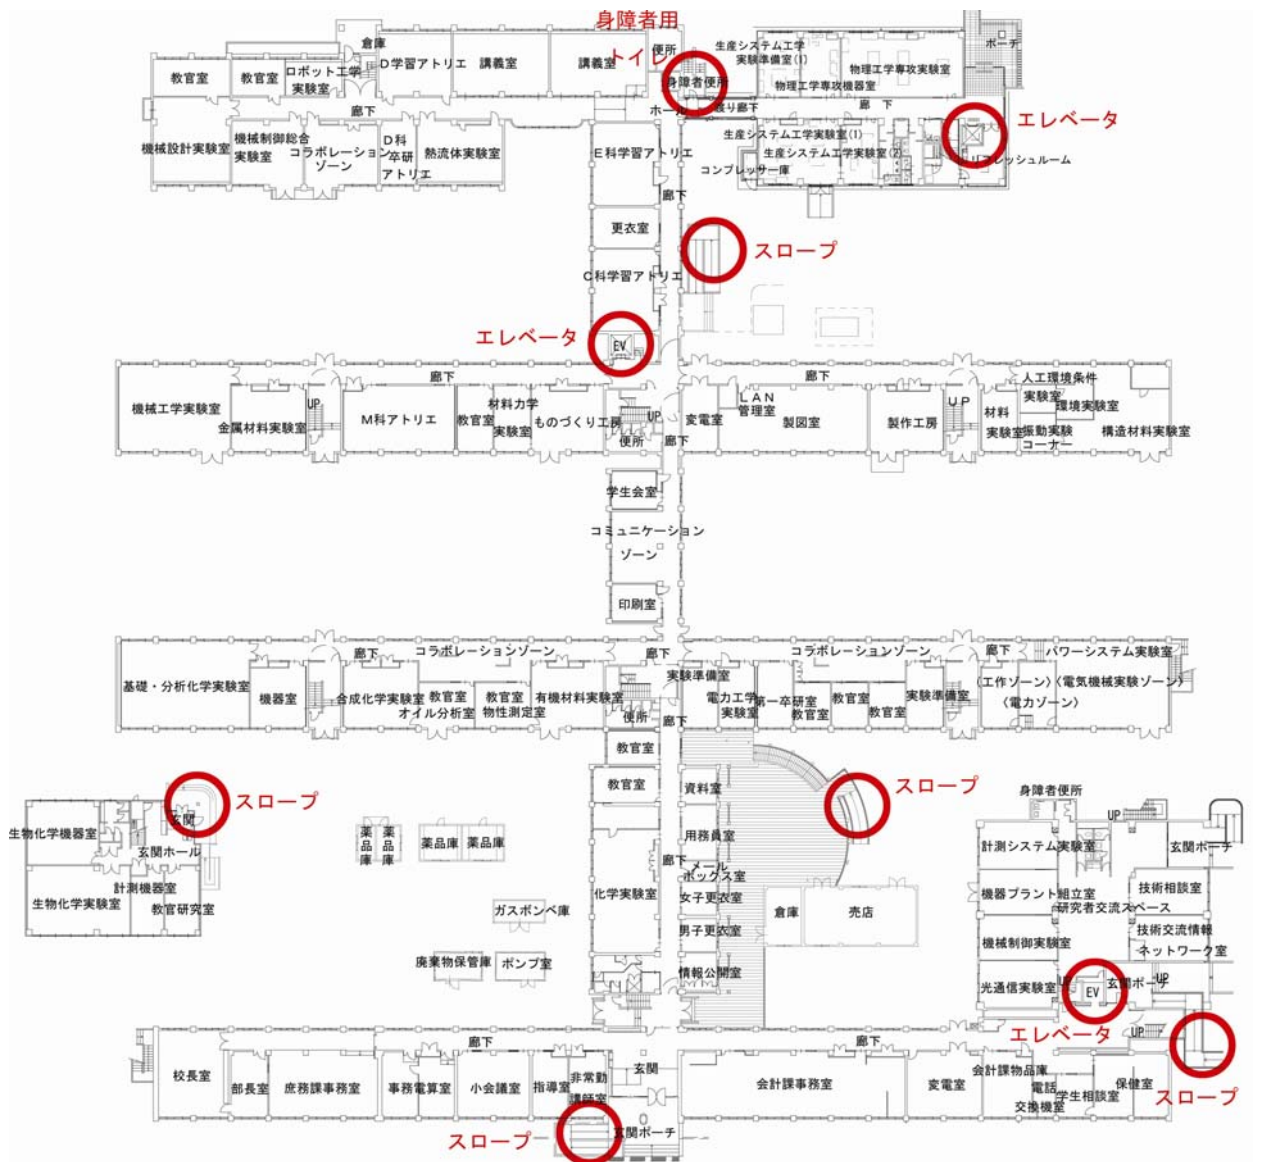 身障者用
トイレ
倉庫
便所
生産システム工学
実験準備室(1)
ポーチ
教官室
教官室
ロボット工学
実験室
D学習アトリエ
講義室
講義室
身障者便所
物理工学専攻機器室
物理工学専攻実験室
廊下
ホール
渡り廊下
廊 下
エレベータ
機械設計実験室
機械制御総合
実験室
コラボレーション
ゾーン
D科
卒研
アトリエ
熱流体実験室
E科学習アトリエ
生産システム工学実験室(1)
生産システム工学実験室(2)
コンプレッサー庫
リフレッシュルーム
廊下
更衣室
スロープ
C科学習アトリエ
エレベータ
EV
廊下
廊下
機械工学実験室
金属材料実験室
UP
M科アトリエ
教官室
材料力学
実験室
ものづくり工房
UP
便所
廊下
変電室
LAN
管理室
製図室
製作工房
UP
材料
実験室
人工環境条件
実験室
環境実験室
振動実験
コーナー
構造材料実験室
学生会室
コミュニケーション
ゾーン
印刷室
廊下
コラボレーションゾーン
廊下
コラボレーションゾーン
廊下
パワーシステム実験室
基礎・分析化学実験室
機器室
合成化学実験室
教官室
オイル分析室
教官室
物性測定室
有機材料実験室
便所
廊下
実験準備室
電力工学
実験室
第一卒研室
教官室
教官室
教官室
実験準備室
〈工作ゾーン〉
〈電気機械実験ゾーン〉
〈電力ゾーン〉
教官室
教官室
資料室
スロープ
スロープ
玄関
生物化学機器室
玄関ホール
計測機器室
生物化学実験室
教官研究室
薬品庫
薬品庫
薬品庫
薬品庫
用務員室
廊下
メール
ボックス室
化学実験室
女子更衣室
男子更衣室
情報公開室
倉庫
売店
ガスボンベ庫
廃棄物保管庫
ポンプ室
身障者便所
UP
計測システム実験室
玄関ポーチ
機器プラント組立室
技術相談室
研究者交流スペース
技術交流情報
ネットワーク室
機械制御実験室
光通信実験室
UP
EV
玄関ポーチ
UP
エレベータ
UP
スロープ
廊下
廊下
校長室
部長室
庶務課事務室
事務電算室
小会議室
指導室
非常勤
講師室
玄関
会計課事務室
変電室
会計課物品庫
電話
交換機室
学生相談室
保健室
スロープ
玄関ポーチ